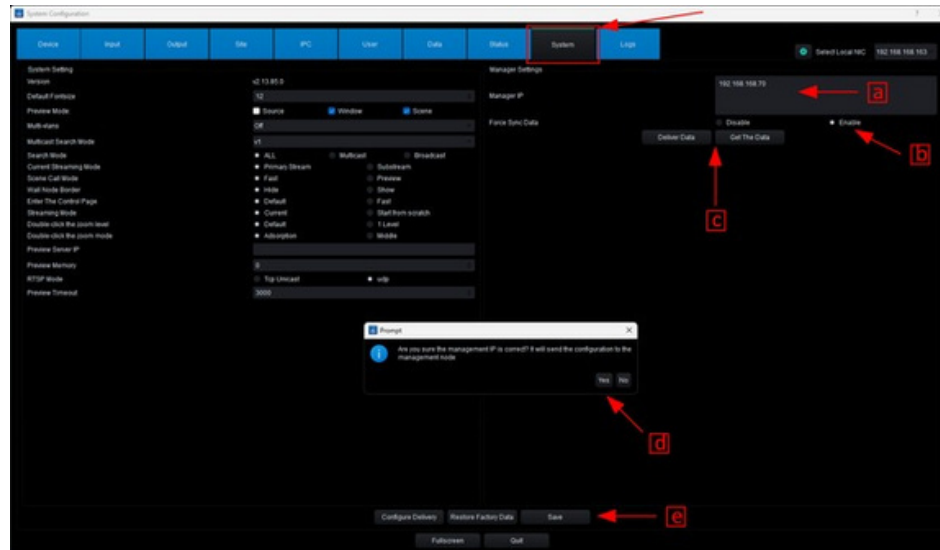 System Configuration
Device Input Output Site IPC User Data Status System Logs
Select Local NIC 192.168.168.163
System Setting
Version v2.13.85.0
Default Fontsize 12
Preview Mode Source Window Scene
Multi-vlans Off
Multicast Search Mode v1
Search Mode ALL Multicast Broadcast
Current Streaming Mode Primary Stream Substream
Scene Call Mode Fast Preview
Wall Node Border Hide Show
Enter The Control Page Default Fast
Streaming Mode Current Start from scratch
Double-click the zoom level Default 1 Level
Double-click the zoom mode Adsorption Middle
Preview Server IP
Preview Memory 0
RTSP Mode Tcp Unicast udp
Preview Timeout 3000
Manager Settings
Manager IP 192.168.168.70
a
Force Sync Data Disable Enable
b
Deliver Data Get The Data
c
Prompt
Are you sure the management IP is correct? It will send the configuration to the
management node
Yes No
d
Configure Delivery Restore Factory Data Save
e
Fullscreen Quit